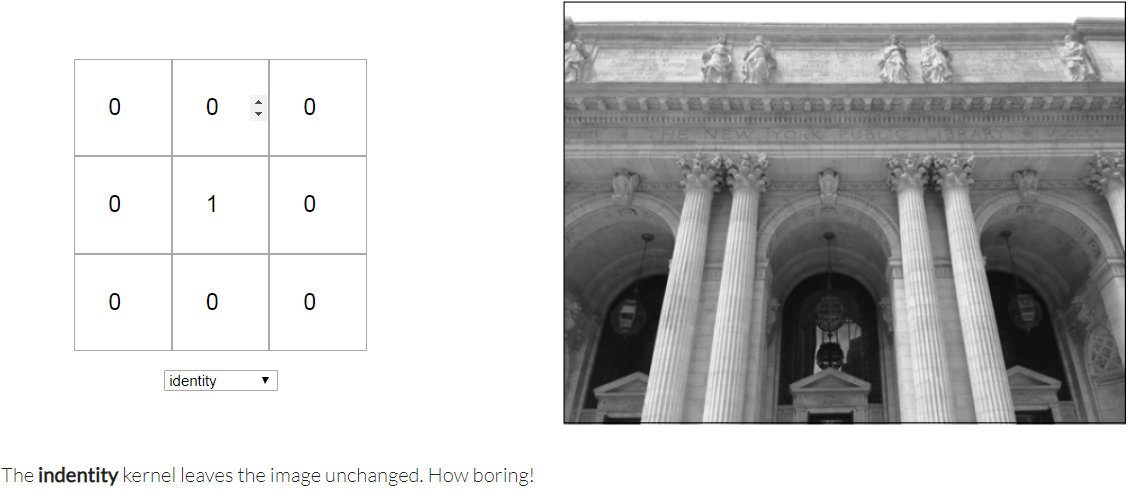 0 0 0
0 1 0
0 0 0
identity
THE NEW YORK PUBLIC LIBRARY
The indentity kernel leaves the image unchanged. How boring!